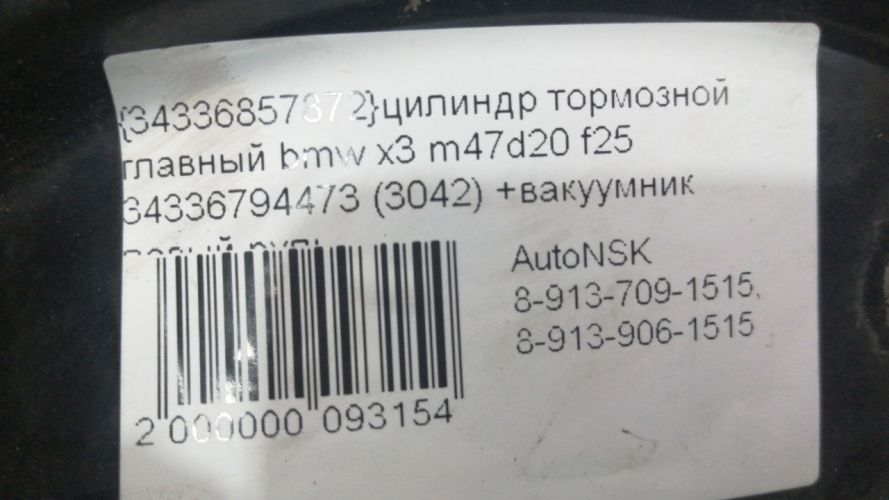 {34336857872}цилиндр тормозной
главный bmw x3 m47d20 f25
34336794473 (3042) +вакуумник
AutoNSK
8-913-709-1515,
8-913-906-1515
2 000000 093154